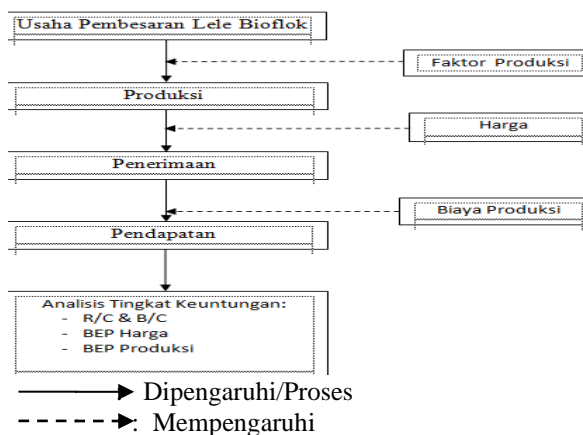 Usaha Pembesaran Lele Bioflok
Faktor Produksi
Produksi
Harga
Penerimaan
Biaya Produksi
Pendapatan
Analisis Tingkat Keuntungan:
- R/C & B/C
- BEP Harga
- BEP Produksi
Dipengaruhi/Proses
: Mempengaruhi